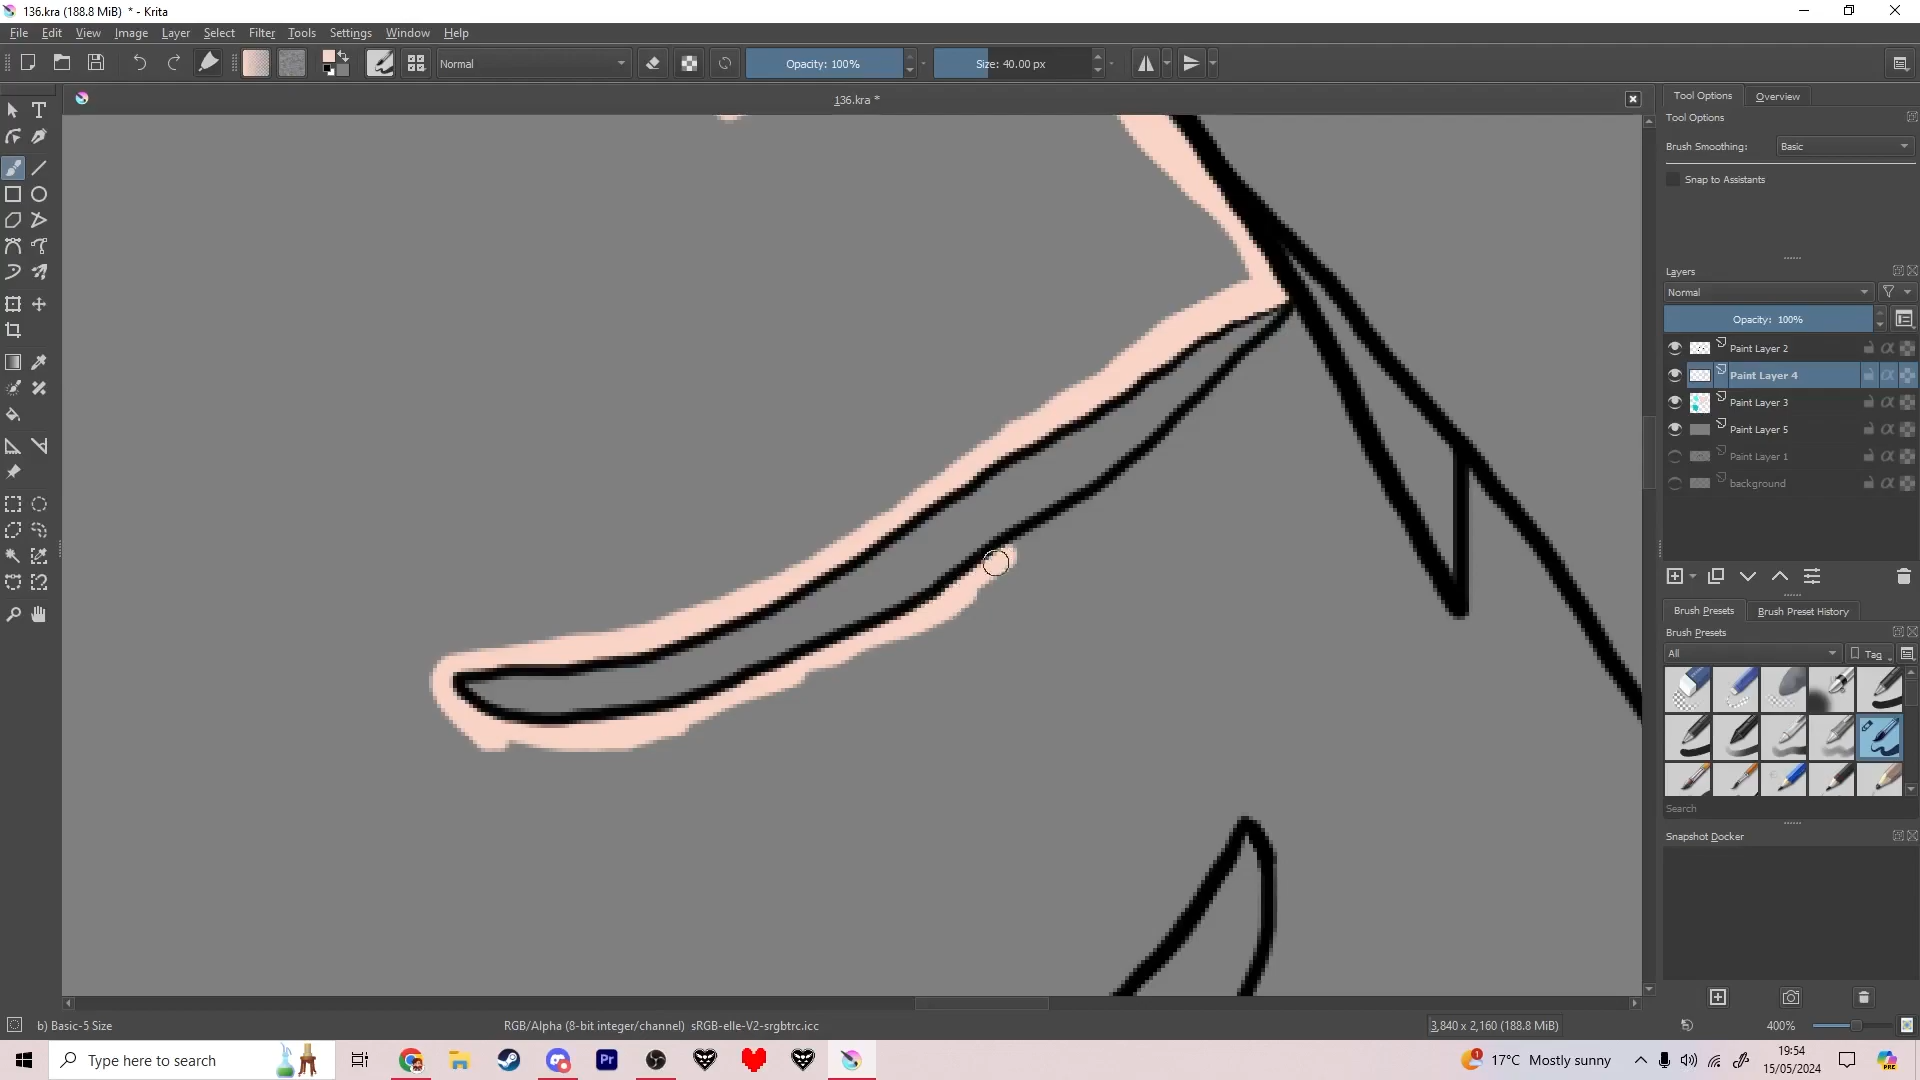 136.kra (188.8 MiB)  * - Krita
File Edit View Image Layer Select Filter Tools Settings Window Help
Normal
Opacity: 100%
Size: 40.00 px
136.kra *
Tool Options
Overview
Tool Options
Brush Smoothing:
Basic
Snap to Assistants
Layers
Normal
Opacity:  100%
Paint Layer 2
Paint Layer 4
Paint Layer 3
Paint Layer 5
Paint Layer 1
background
Brush Presets
Brush Preset History
Brush Presets
All
Tag
Search
Snapshot Docker
b) Basic-5 Size
RGB/Alpha (8-bit integer/channel)  sRGB-elle-V2-srgbtrc.icc
3,840 x 2,160 (188.8 MiB)
400%
Type here to search
Pr
1
17°C  Mostly sunny
19:54
15/05/2024
PRE